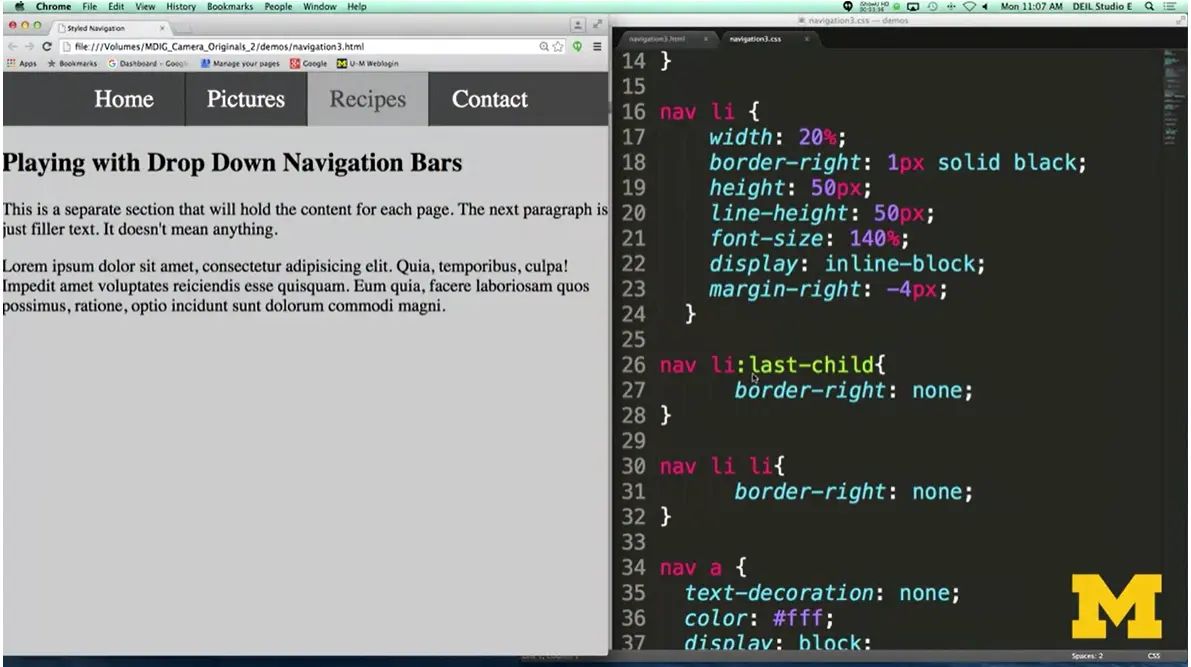 Chrome File Edit View History Bookmarks People Window Help
Mon 11:07 AM DEIL Studio E
Styled Navigation
navigation3.css — demos
file:///Volumes/MDIG_Camera_Originals_2/demos/navigation3.html
navigation3.html
navigation3.css
Apps Bookmarks Dashboard - Google Manage your pages Google U-M Weblogin
Home Pictures Recipes Contact
Playing with Drop Down Navigation Bars
This is a separate section that will hold the content for each page. The next paragraph is
just filler text. It doesn't mean anything.
Lorem ipsum dolor sit amet, consectetur adipisicing elit. Quia, temporibus, culpa!
Impedit amet voluptates reiciendis esse quisquam. Eum quia, facere laboriosam quos
possimus, ratione, optio incidunt sunt dolorum commodi magni.
14 }
15
16 nav li {
17 width: 20%;
18 border-right: 1px solid black;
19 height: 50px;
20 line-height: 50px;
21 font-size: 140%;
22 display: inline-block;
23 margin-right: -4px;
24 }
25
26 nav li:last-child{
27 border-right: none;
28 }
29
30 nav li li{
31 border-right: none;
32 }
33
34 nav a {
35 text-decoration: none;
36 color: #fff;
37 display: block;
M
Spaces: 2 CSS